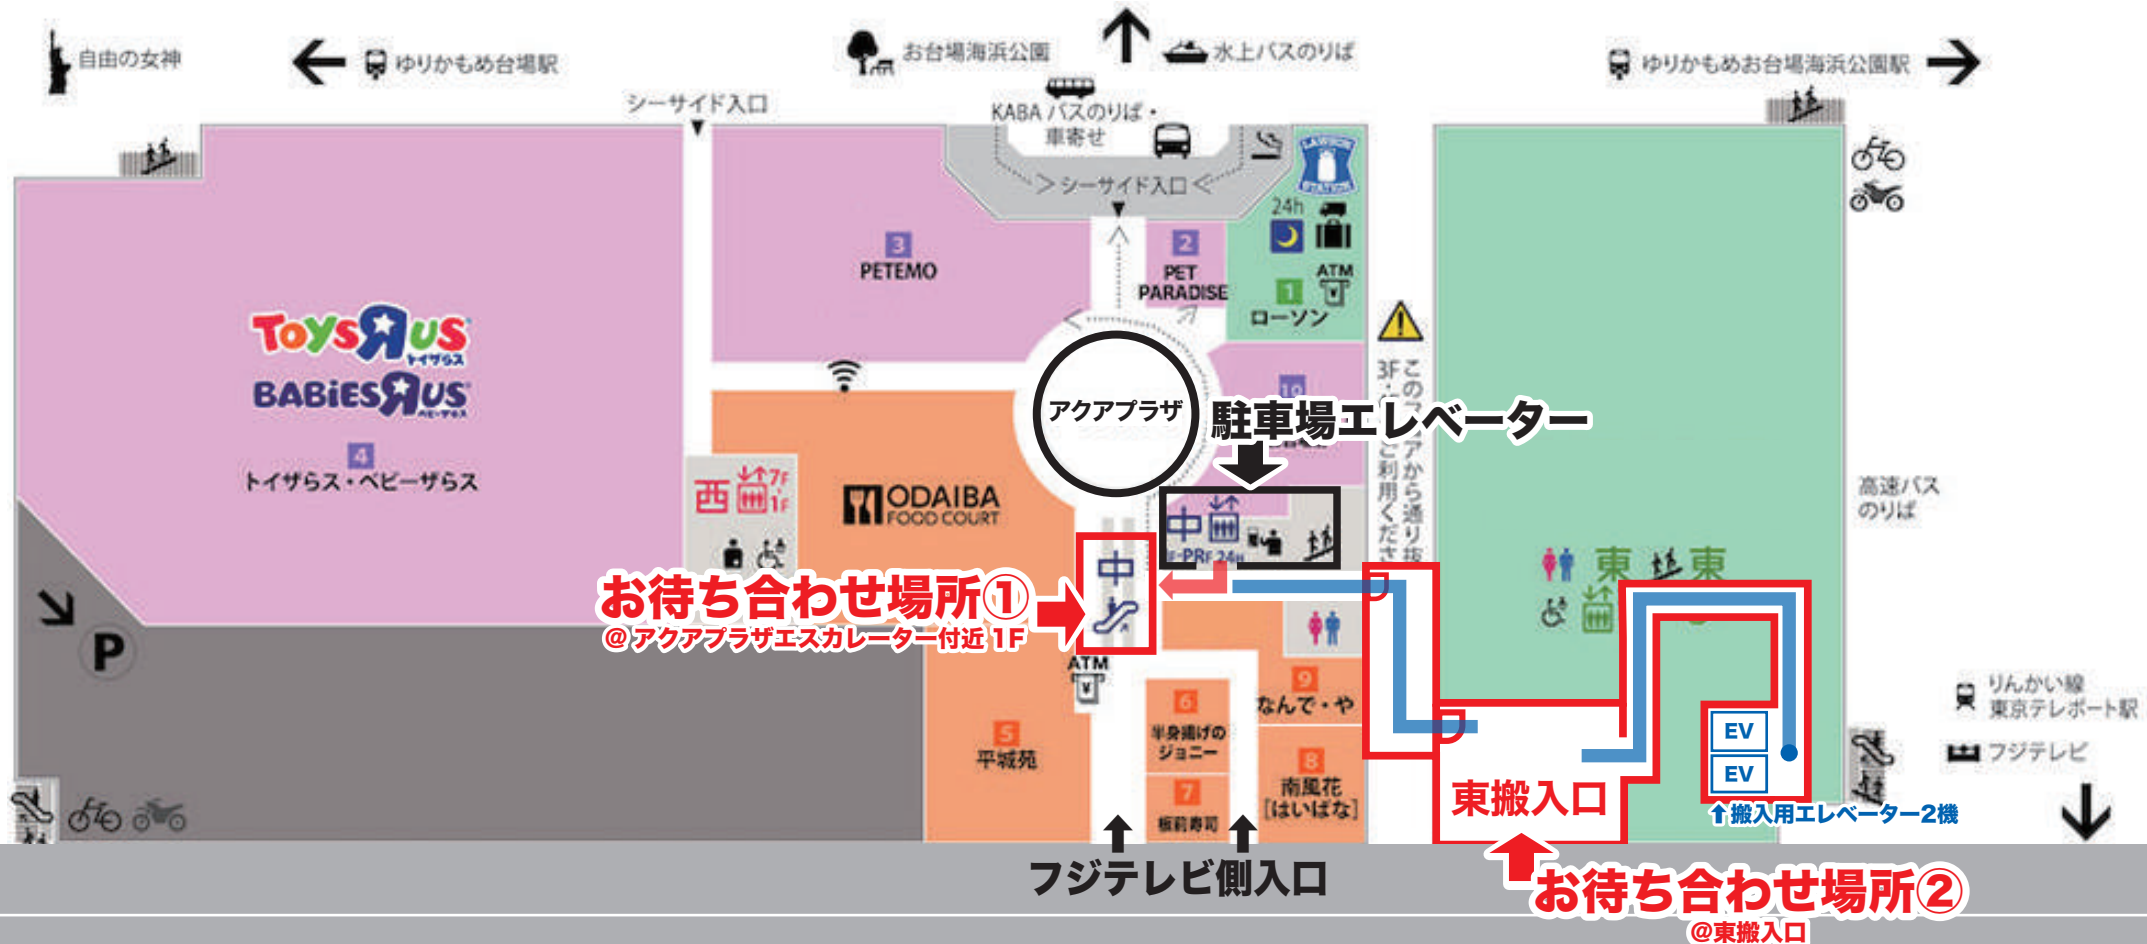 自由の女神
ゆりかもめ台場駅
お台場海浜公園
水上バスのりば
ゆりかもめお台場海浜公園駅
シーサイド入口
KABA バスのりば・
車寄せ
シーサイド入口
LAWSON
STATION
24h
ATM
1
ローソン
2
PET
PARADISE
3
PETEMO
TOYS R US
トイザらス
BABIES R US
ベビーザらス
4
トイザらス・ベビーザらス
アクアプラザ
10
駐車場エレベーター
このフロアから通り抜
3F
ご利用くださ
西
7F
1F
ODAIBA
FOOD COURT
中
-PRF 24H
中
お待ち合わせ場所①
@アクアプラザエスカレーター付近 1F
ATM
P
東
東
高速バス
のりば
りんかい線
東京テレポート駅
フジテレビ
5
平城苑
6
半身揚げの
ジョニー
7
板前寿司
9
なんで・や
8
南風花
[はいばな]
東搬入口
EV
EV
⬆搬入用エレベーター2機
フジテレビ側入口
お待ち合わせ場所②
@東搬入口